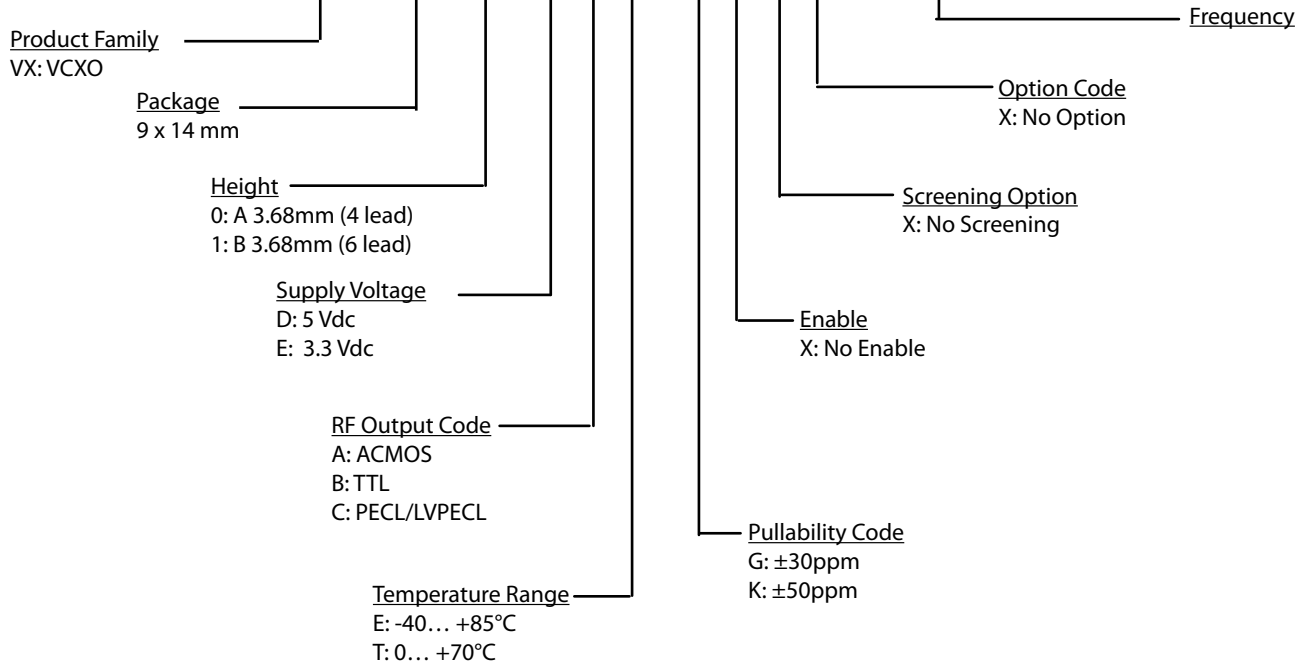 Frequency
Product Family
VX: VCXO
Package
9 x 14 mm
Option Code
X: No Option
Height
0: A 3.68mm (4 lead)
1: B 3.68mm (6 lead)
Screening Option
X: No Screening
Supply Voltage
D: 5 Vdc
E: 3.3 Vdc
Enable
X: No Enable
RF Output Code
A: ACMOS
B: TTL
C: PECL/LVPECL
Pullability Code
G: ±30ppm
K: ±50ppm
Temperature Range
E: -40… +85°C
T: 0… +70°C